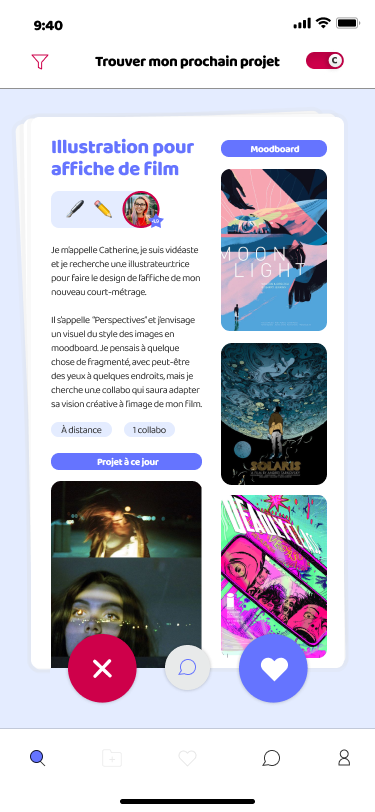 9:40
Trouver mon prochain projet
C
Illustration pour
affiche de film
4,9
Je m'appelle Catherine, je suis vidéaste
et je recherche un.e illustrateur.trice
pour faire le design de l'affiche de mon
nouveau court-métrage.
Il s'appelle "Perspectives" et j'envisage
un visuel du style des images en
moodboard. Je pensais à quelque
chose de fragmenté, avec peut-être
des yeux à quelques endroits, mais je
cherche un.e collabo qui saura adapter
sa vision créative à l'image de mon film.
À distance
1 collabo
Projet à ce jour
Moodboard
MOON
LIGHT
SOLARIS